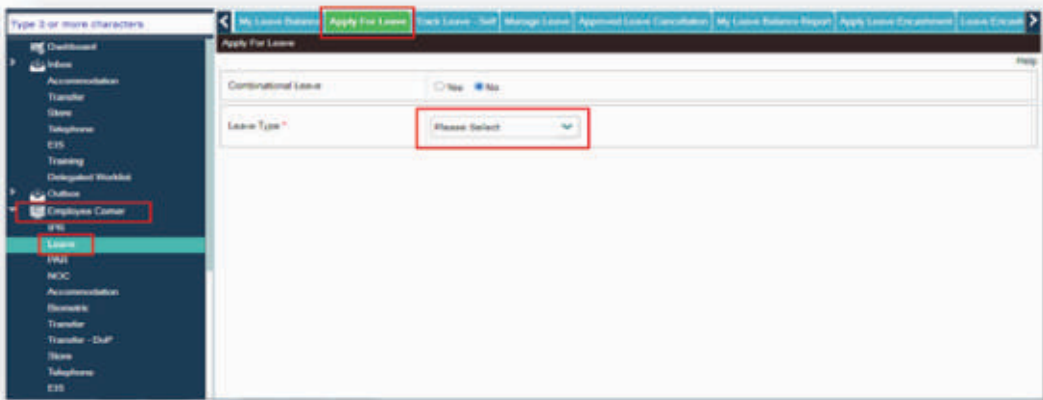 Type 3 or more characters
My Leave Balance Apply For Leave Track Leave - Self Manage Leave Approved Leave Cancellation My Leave Balance Report Apply Leave Encashment Leave Encash
Apply For Leave
Help
Combinational Leave Yes No
Leave Type * Please Select
Dashboard
Inbox
Accommodation
Transfer
Store
Telephone
EIS
Training
Delegated Worklist
Outbox
Employee Corner
IPR
Leave
PAR
NOC
Accommodation
Biometric
Transfer
Transfer - DoP
Store
Telephone
EIS